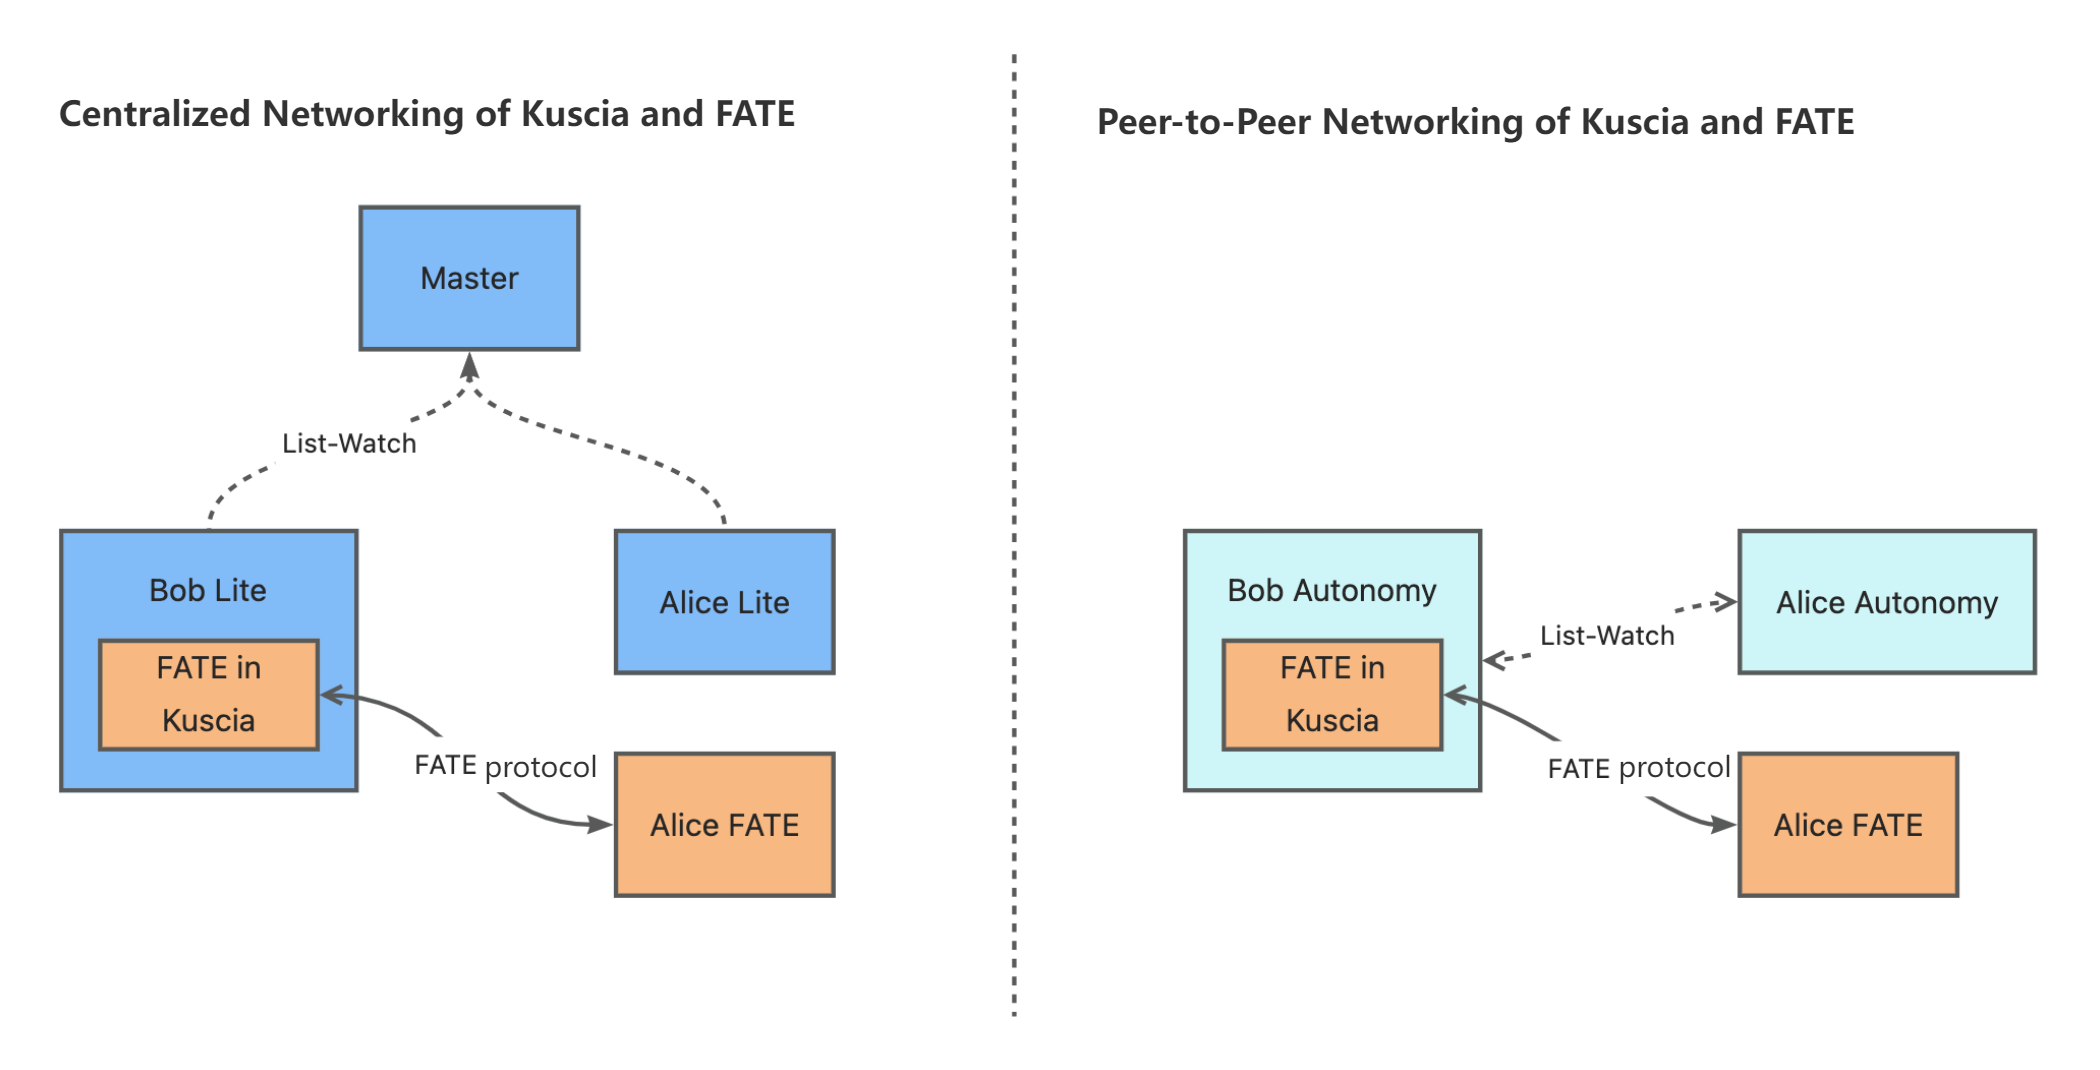 Centralized Networking of Kuscia and FATE
Master
List-Watch
Bob Lite
FATE in
Kuscia
Alice Lite
FATE protocol
Alice FATE
Peer-to-Peer Networking of Kuscia and FATE
Bob Autonomy
FATE in
Kuscia
List-Watch
Alice Autonomy
FATE protocol
Alice FATE